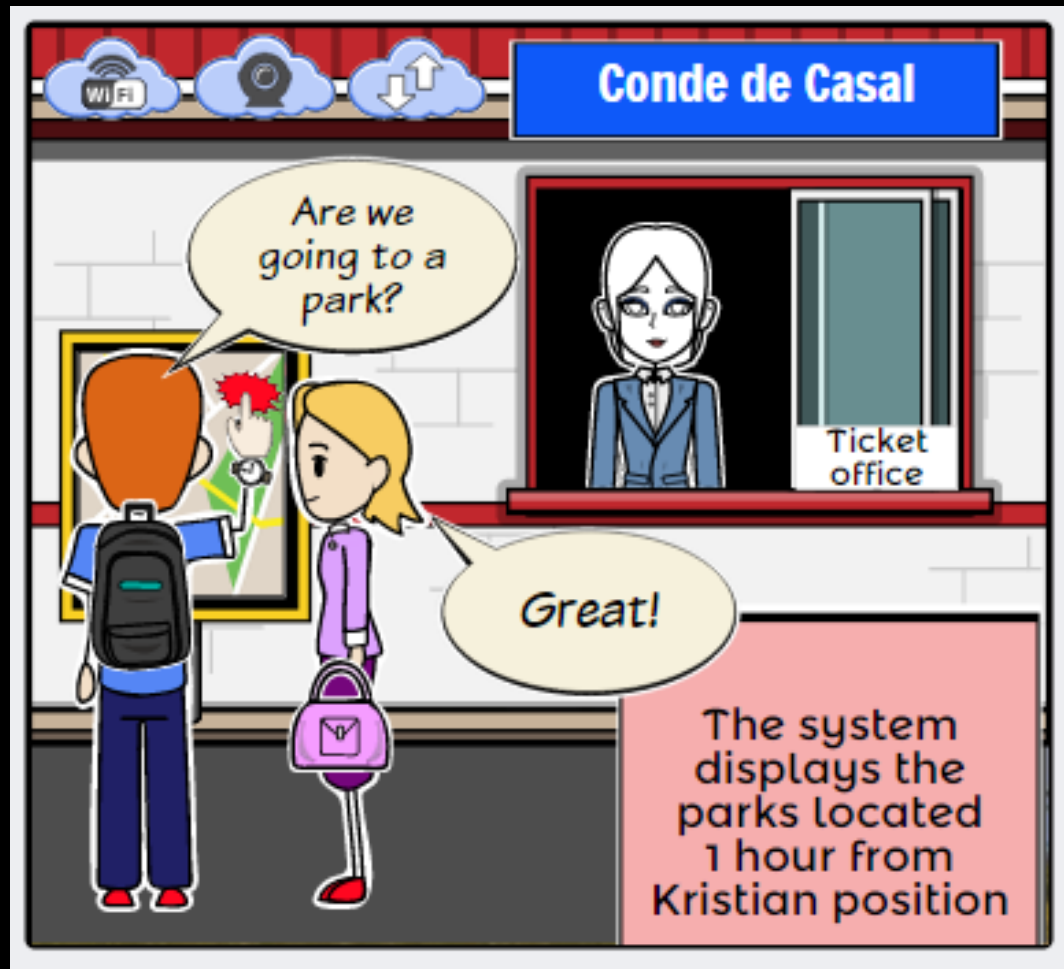 WiFi
Conde de Casal
Are we
going to a
park?
Ticket
office
Great!
The system
displays the
parks located
1 hour from
Kristian position